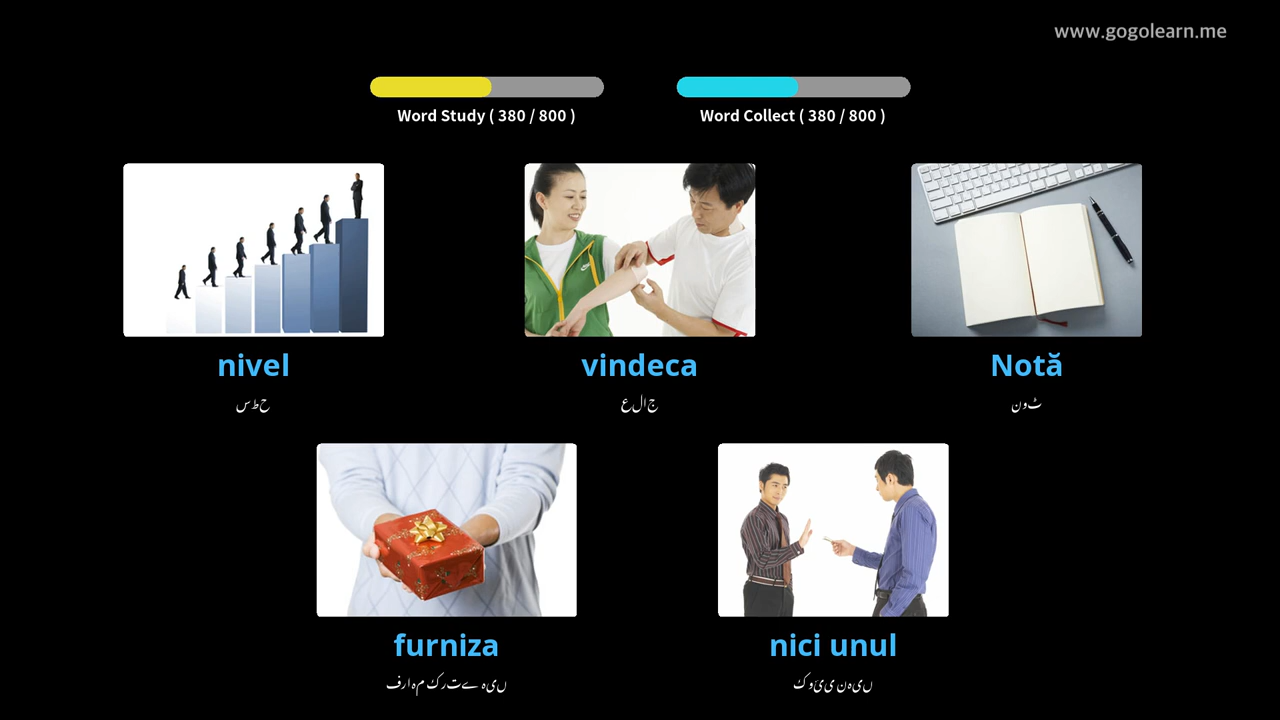 www.gogolearn.me
Word Study ( 380 / 800 )
Word Collect ( 380 / 800 )
nivel
سطح
vindeca
علاج
Notă
نوٹ
furniza
فراہم کرتے ہیں
nici unul
کوئی نہیں